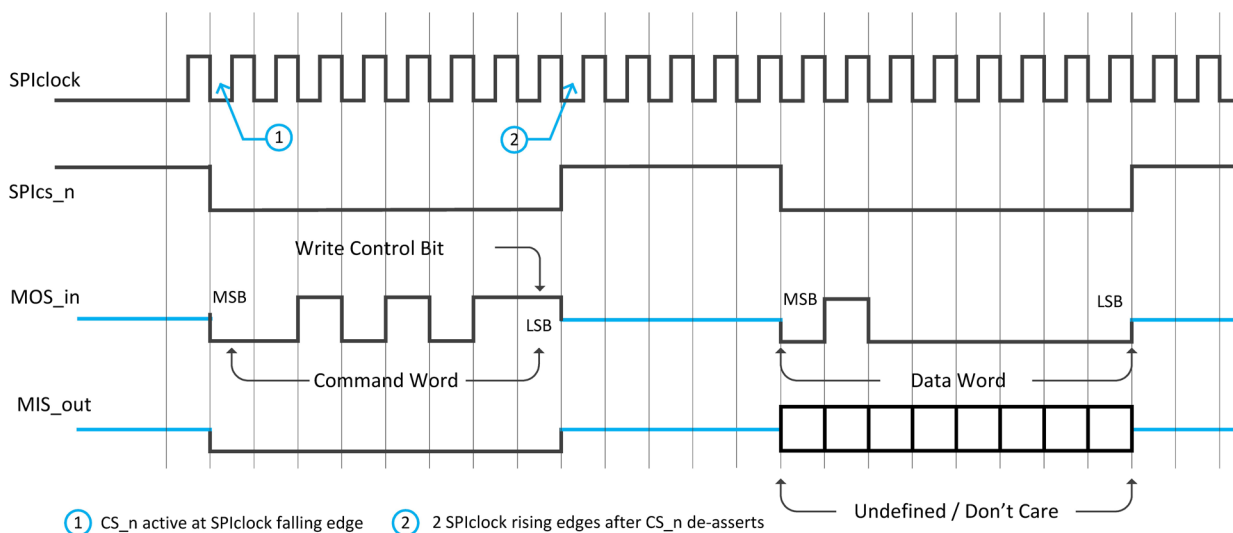 SPIclock
1
2
SPIcs_n
Write Control Bit
MOS_in
MSB
LSB
MSB
LSB
Command Word
Data Word
MIS_out
Undefined / Don't Care
1 CS_n active at SPIclock falling edge
2 2 SPIclock rising edges after CS_n de-asserts